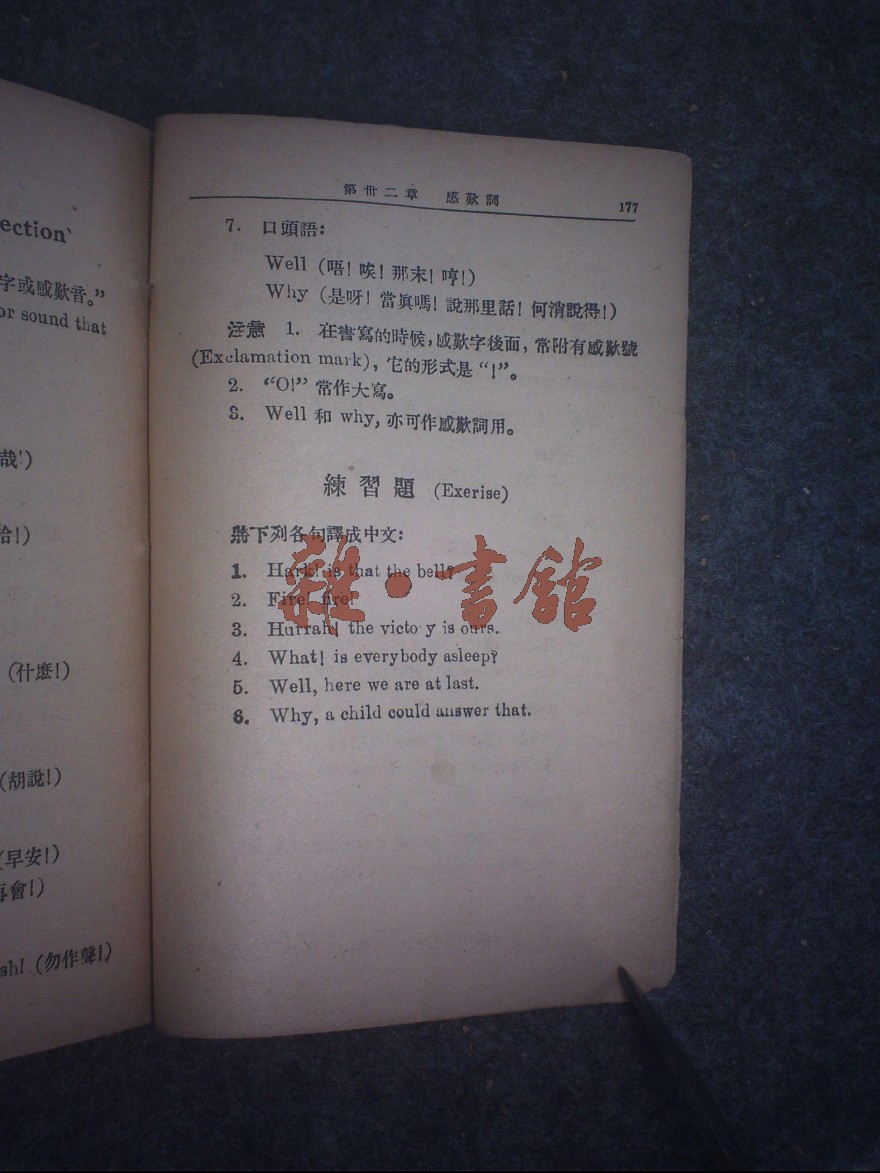 ection
字或感歎音。”
or sound that
哉!)
哈!)
(什麽!)
(胡說!)
(早安!)
再會!)
sh! (勿作聲!)
第卅二章 感歎詞 177
7. 口頭語:
Well (唔! 唉! 那末! 哼!)
Why (是呀! 當眞嗎! 說那里話! 何消說得!)
注意 1. 在書寫的時候,感歎字後面,常附有感歎號
(Exclamation mark), 它的形式是 “!”。
2. “O!” 常作大寫。
3. Well 和 why, 亦可作感歎詞用。
練習題 (Exerise)
將下列各句譯成中文:
1. Hark! is that the bell?
2. Fire! fire!
3. Hurrah! the victo y is ours.
4. What! is everybody asleep?
5. Well, here we are at last.
6. Why, a child could answer that.
雜·書館